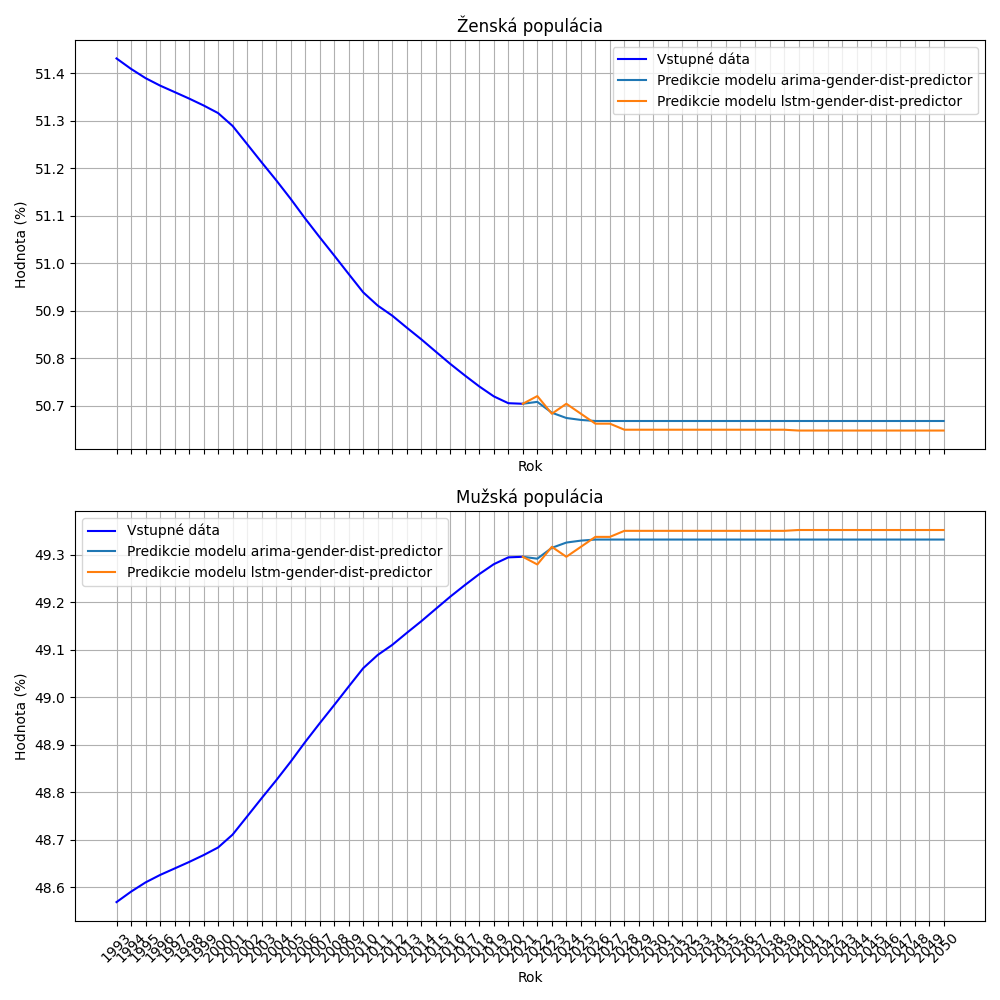 Ženská populácia
51.4
51.3
51.2
51.1
51.0
50.9
50.8
50.7
Hodnota (%)
Vstupné dáta
Predikcie modelu arima-gender-dist-predictor
Predikcie modelu lstm-gender-dist-predictor
Rok
Mužská populácia
49.3
49.2
49.1
49.0
48.9
48.8
48.7
48.6
Hodnota (%)
Vstupné dáta
Predikcie modelu arima-gender-dist-predictor
Predikcie modelu lstm-gender-dist-predictor
1993 1994 1995 1996 1997 1998 1999 2000 2001 2002 2003 2004 2005 2006 2007 2008 2009 2010 2011 2012 2013 2014 2015 2016 2017 2018 2019 2020 2021 2022 2023 2024 2025 2026 2027 2028 2029 2030 2031 2032 2033 2034 2035 2036 2037 2038 2039 2040 2041 2042 2043 2044 2045 2046 2047 2048 2049 2050
Rok